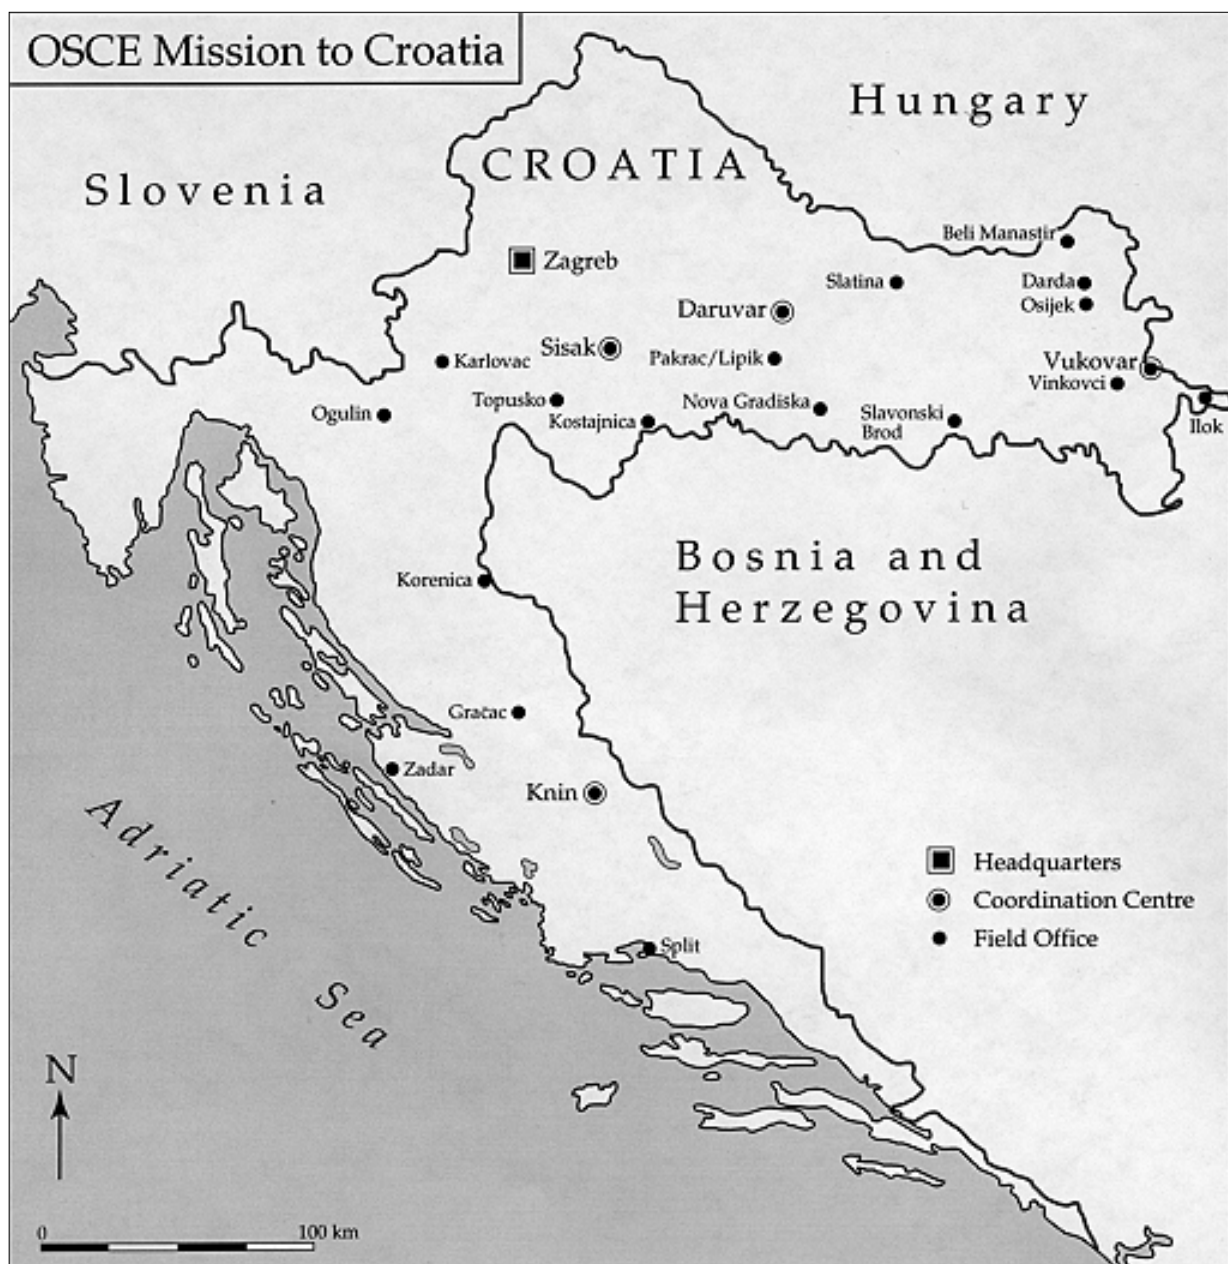 OSCE Mission to Croatia
Hungary
CROATIA
Slovenia
Beli Manastir
Zagreb
Slatina
Darda
Osijek
Daruvar
Sisak
Pakrac/Lipik
Vukovar
Karlovac
Vinkovci
Topusko
Nova Gradiška
Ilok
Ogulin
Kostajnica
Slavonski
Brod
Bosnia and
Herzegovina
Korenica
Gračac
Zadar
Knin
Adriatic Sea
Headquarters
Coordination Centre
Field Office
Split
N
0 100 km